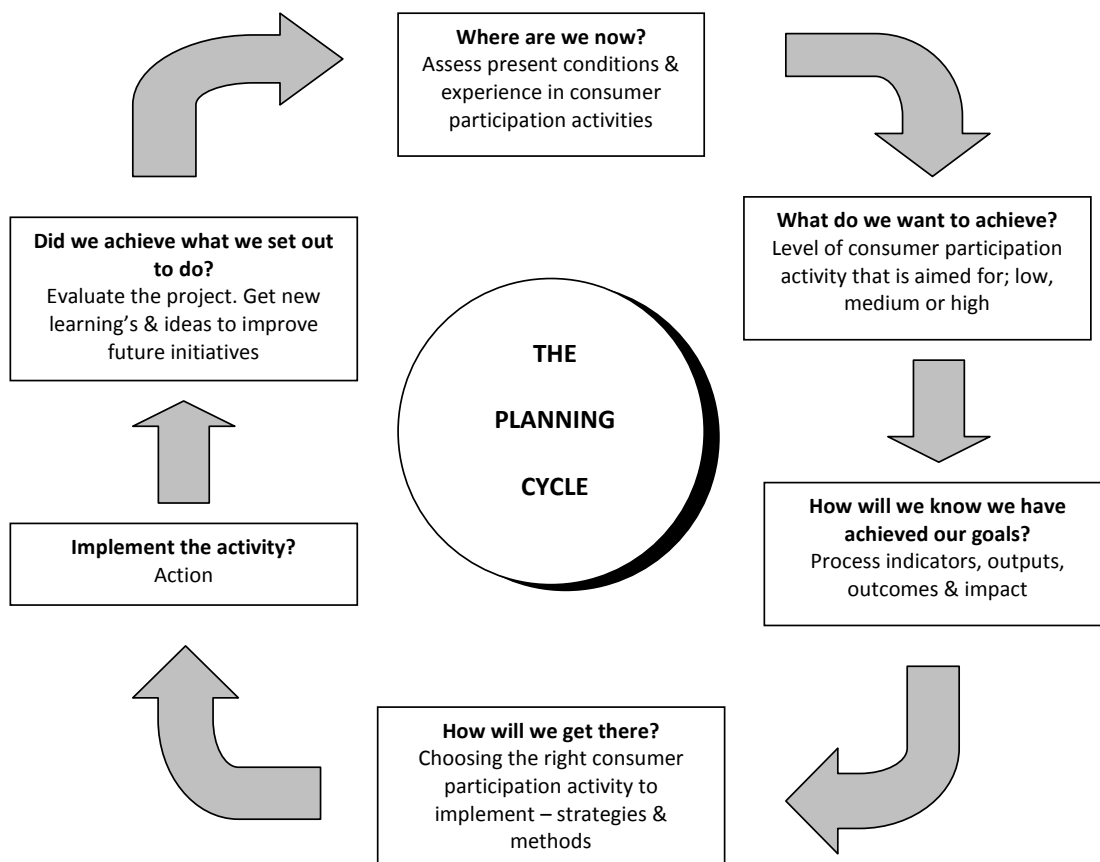 Where are we now?
Assess present conditions &
experience in consumer
participation activities
What do we want to achieve?
Level of consumer participation
activity that is aimed for; low,
medium or high
How will we know we have
achieved our goals?
Process indicators, outputs,
outcomes & impact
How will we get there?
Choosing the right consumer
participation activity to
implement – strategies &
methods
Implement the activity?
Action
Did we achieve what we set out
to do?
Evaluate the project. Get new
learning’s & ideas to improve
future initiatives
THE
PLANNING
CYCLE